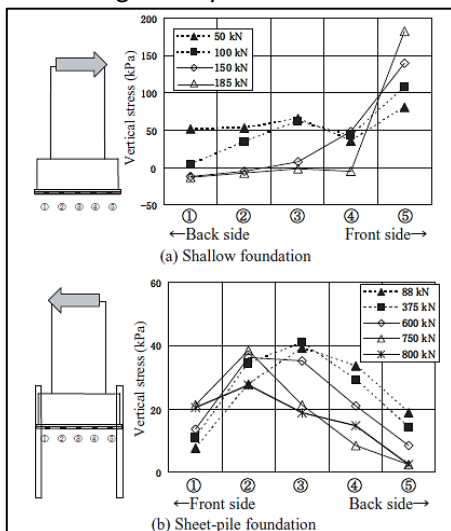 200
150
100
50
0
-50
Vertical stress (kPa)
50 kN
100 kN
150 kN
185 kN
① ② ③ ④ ⑤
① ② ③ ④ ⑤
←Back side Front side→
(a) Shallow foundation
60
40
20
0
Vertical stress (kPa)
88 kN
375 kN
600 kN
750 kN
800 kN
① ② ③ ④ ⑤
① ② ③ ④ ⑤
←Front side Back side→
(b) Sheet-pile foundation